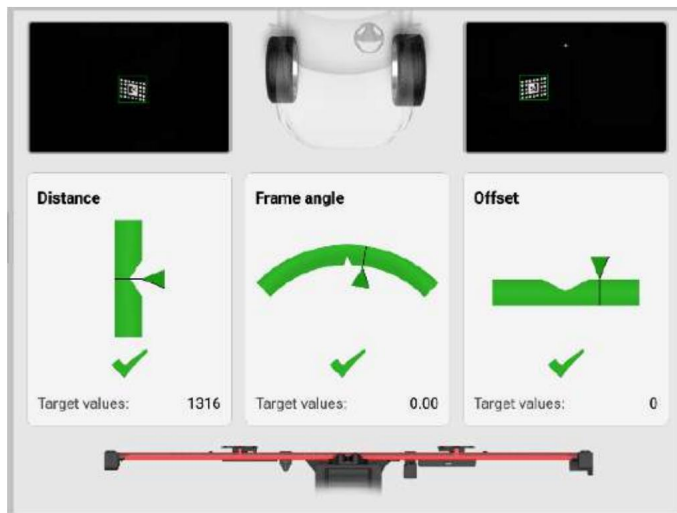 Distance
Frame angle
Offset
Target values: 1316
Target values: 0.00
Target values: 0